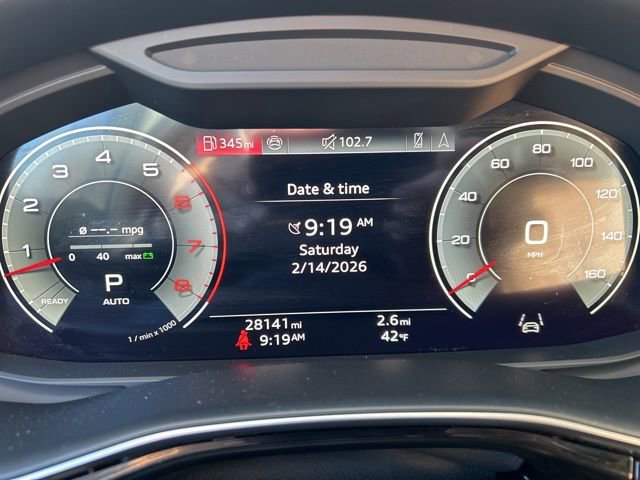 345 mi
102.7
Date & time
9:19 AM
Saturday
2/14/2026
28141 mi
9:19 AM
2.6 mi
42 °F
1 2 3 4 5 6 7 8
READY
1 / min x 1000
Ø --.- mpg
0 40 max
P
AUTO
0 20 40 60 80 100 120 140 160
0
MPH